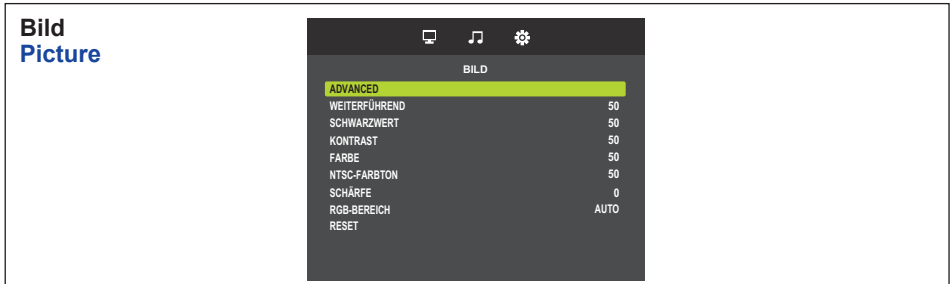 Bild
Picture
BILD
ADVANCED
WEITERFÜHREND 50
SCHWARZWERT 50
KONTRAST 50
FARBE 50
NTSC-FARBTON 50
SCHÄRFE 0
RGB-BEREICH AUTO
RESET